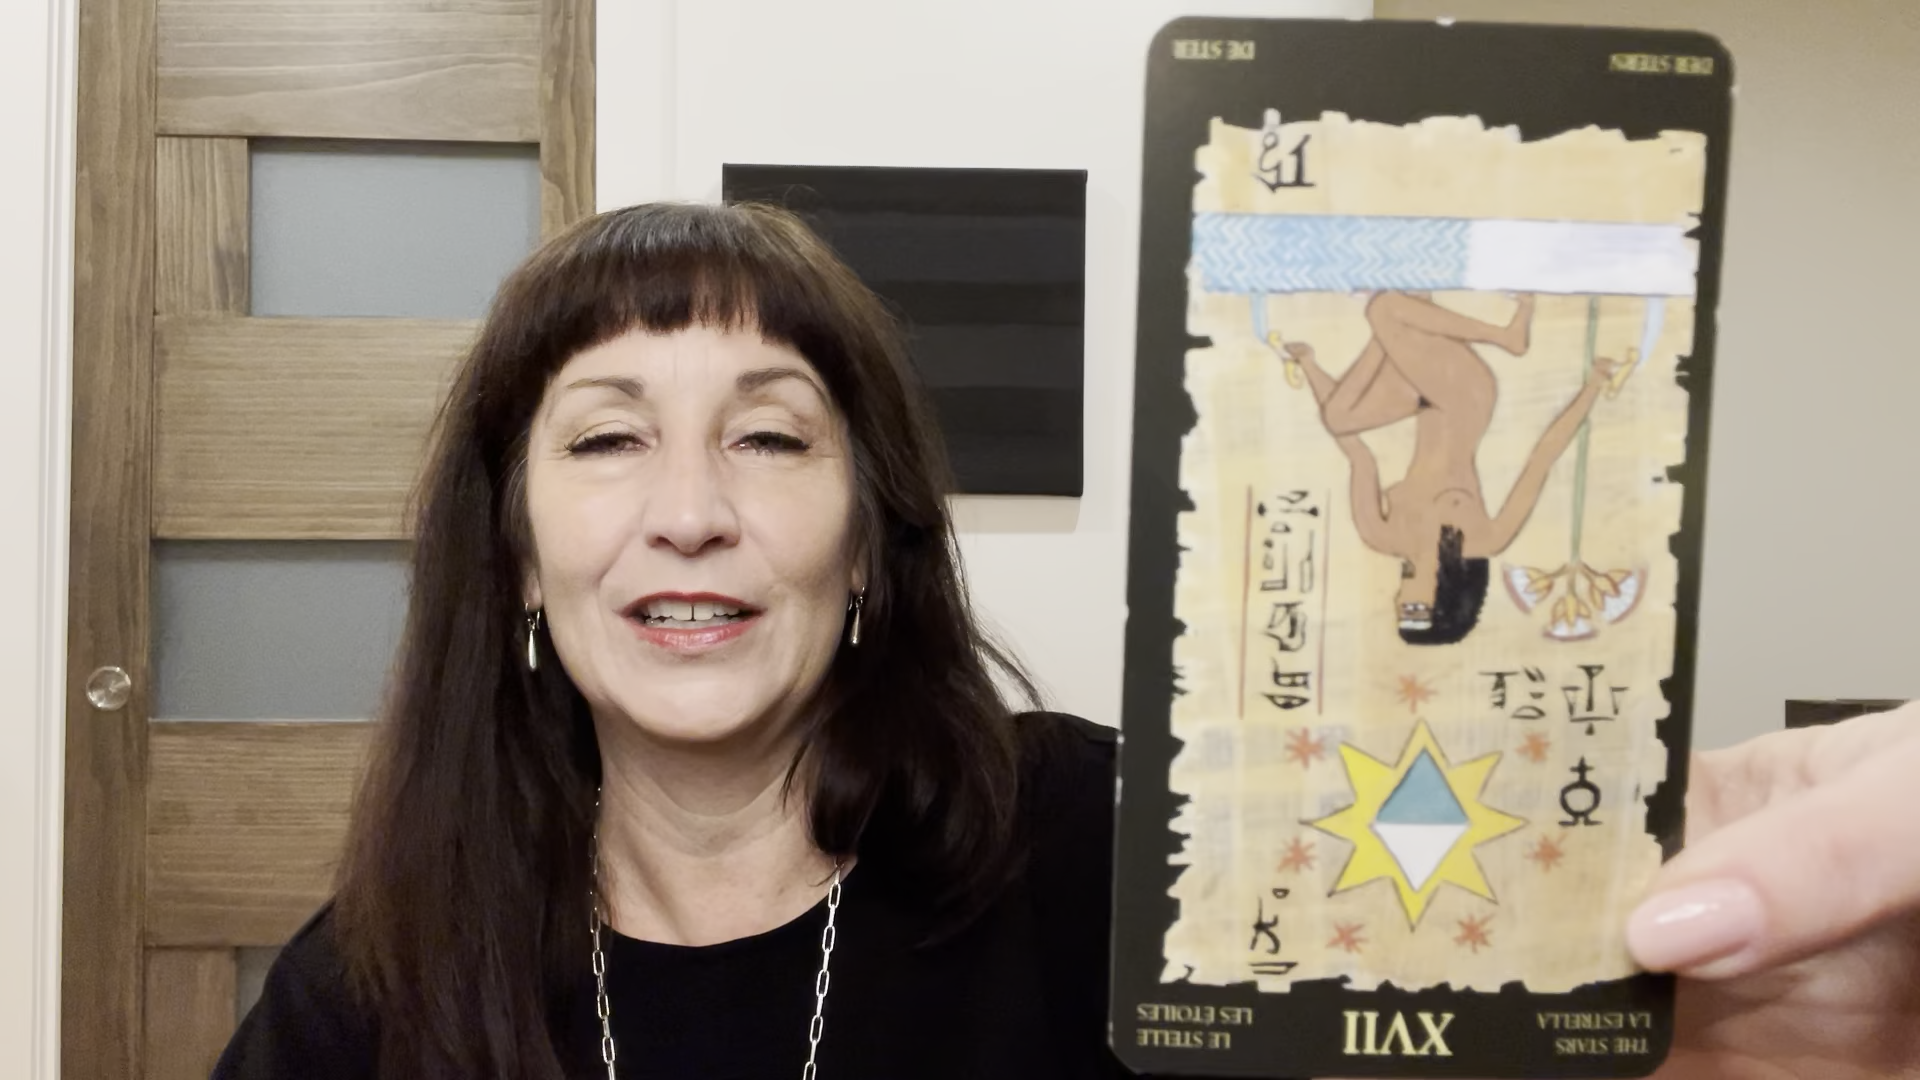 THE STARS
LA ESTRELLA
XVII
LE STELLE
LES ÉTOILES
DER STERN
DE STER